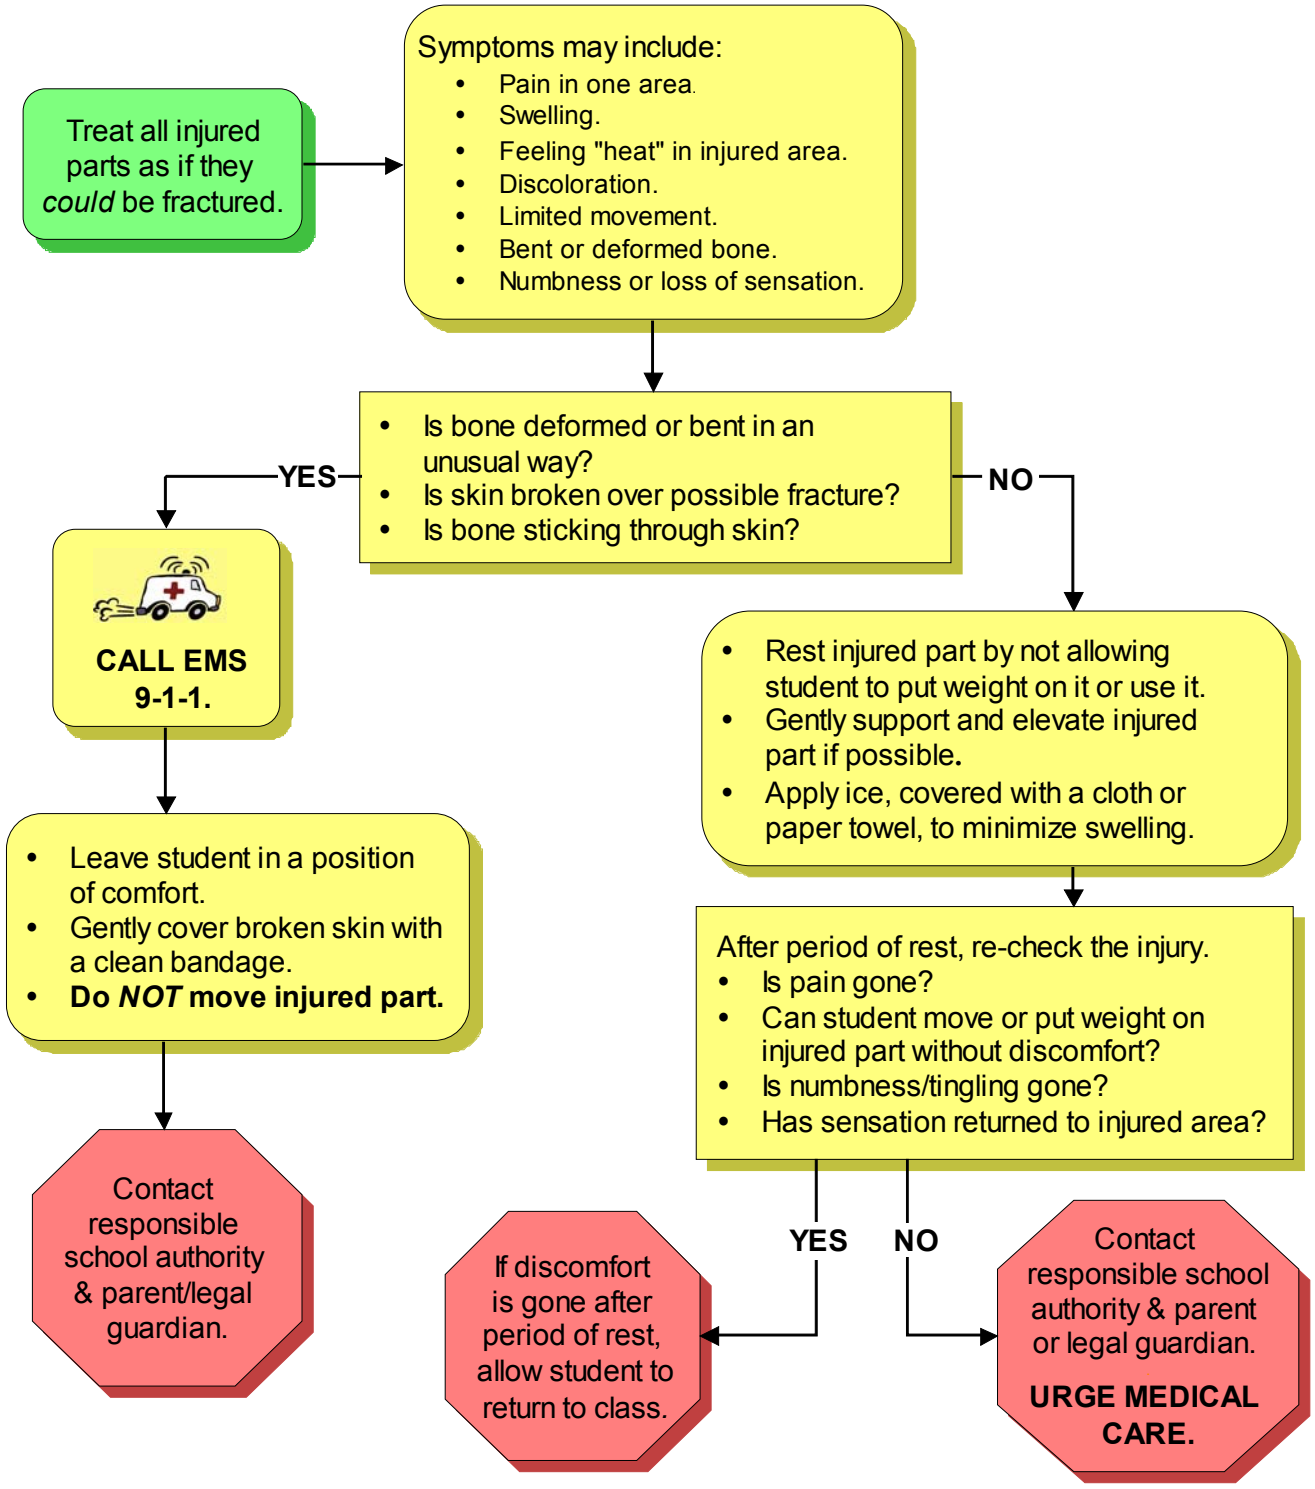 Treat all injured
parts as if they
could be fractured.
Symptoms may include:
• Pain in one area.
• Swelling.
• Feeling "heat" in injured area.
• Discoloration.
• Limited movement.
• Bent or deformed bone.
• Numbness or loss of sensation.
• Is bone deformed or bent in an
unusual way?
• Is skin broken over possible fracture?
• Is bone sticking through skin?
YES
NO
CALL EMS
9-1-1.
• Leave student in a position
of comfort.
• Gently cover broken skin with
a clean bandage.
• Do NOT move injured part.
Contact
responsible
school authority
& parent/legal
guardian.
• Rest injured part by not allowing
student to put weight on it or use it.
• Gently support and elevate injured
part if possible.
• Apply ice, covered with a cloth or
paper towel, to minimize swelling.
After period of rest, re-check the injury.
• Is pain gone?
• Can student move or put weight on
injured part without discomfort?
• Is numbness/tingling gone?
• Has sensation returned to injured area?
YES
NO
If discomfort
is gone after
period of rest,
allow student to
return to class.
Contact
responsible school
authority & parent
or legal guardian.
URGE MEDICAL
CARE.